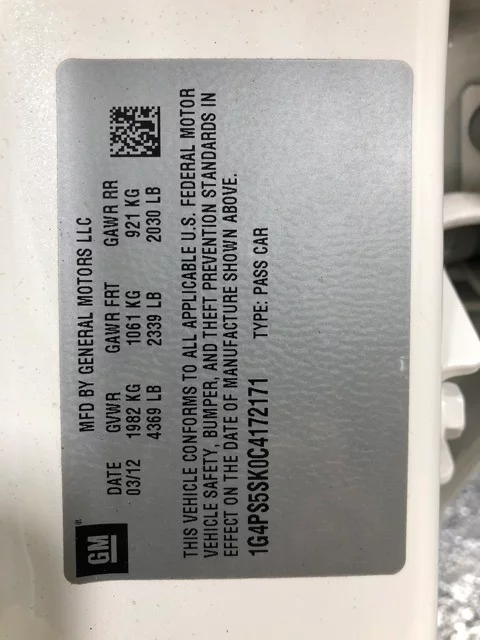 GM
MFD BY GENERAL MOTORS LLC
DATE GVWR GAWR FRT GAWR RR
03/12 1982 KG 1061 KG 921 KG
4369 LB 2339 LB 2030 LB
THIS VEHICLE CONFORMS TO ALL APPLICABLE U.S. FEDERAL MOTOR
VEHICLE SAFETY, BUMPER, AND THEFT PREVENTION STANDARDS IN
EFFECT ON THE DATE OF MANUFACTURE SHOWN ABOVE.
1G4PS5SK0C4172171 TYPE: PASS CAR